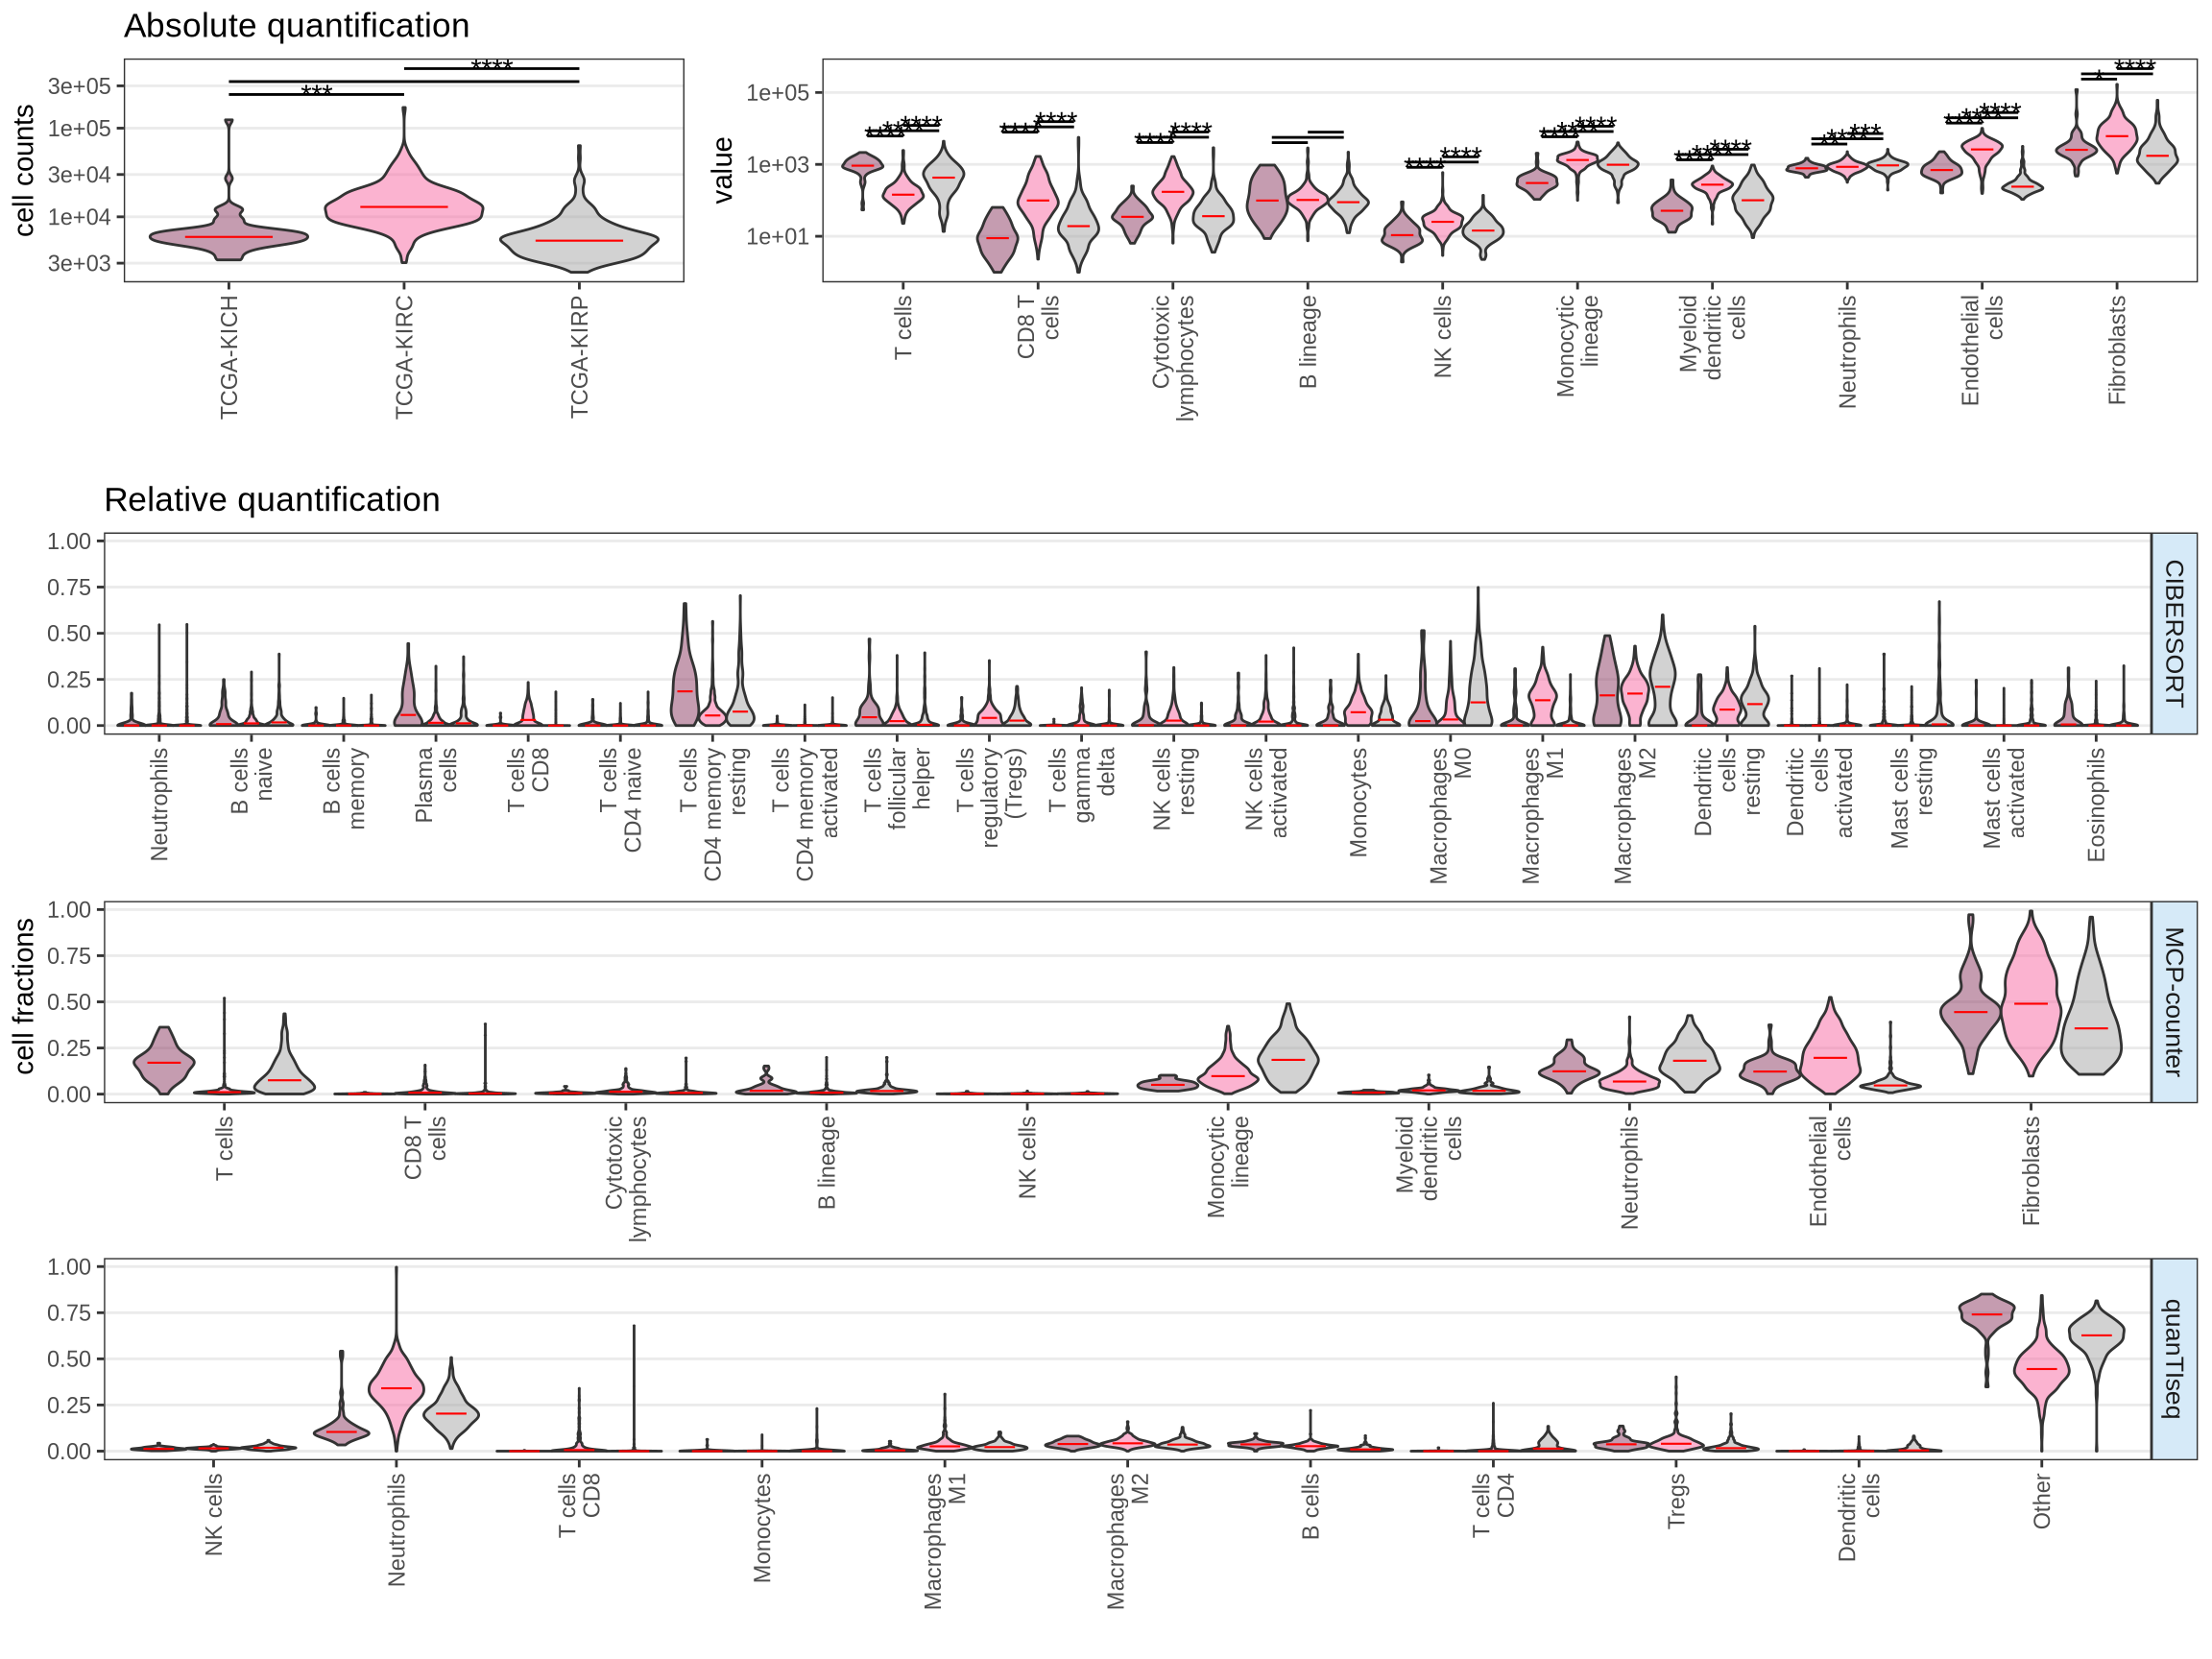 Absolute quantification
cell counts
3e+05
1e+05
3e+04
1e+04
3e+03
***
****
TCGA-KICH
TCGA-KIRC
TCGA-KIRP
value
1e+05
1e+03
1e+01
T cells
CD8 T
cells
Cytotoxic
lymphocytes
B lineage
NK cells
Monocytic
lineage
Myeloid
dendritic
cells
Neutrophils
Endothelial
cells
Fibroblasts
Relative quantification
cell fractions
1.00
0.75
0.50
0.25
0.00
CIBERSORT
Neutrophils
B cells
naive
B cells
memory
Plasma
cells
T cells
CD8
T cells
CD4 naive
T cells
CD4 memory
resting
T cells
CD4 memory
activated
T cells
follicular
helper
T cells
regulatory
(Tregs)
T cells
gamma
delta
NK cells
resting
NK cells
activated
Monocytes
Macrophages
M0
Macrophages
M1
Macrophages
M2
Dendritic
cells
resting
Dendritic
cells
activated
Mast cells
resting
Mast cells
activated
Eosinophils
1.00
0.75
0.50
0.25
0.00
MCP-counter
T cells
CD8 T
cells
Cytotoxic
lymphocytes
B lineage
NK cells
Monocytic
lineage
Myeloid
dendritic
cells
Neutrophils
Endothelial
cells
Fibroblasts
1.00
0.75
0.50
0.25
0.00
quanTIseq
NK cells
Neutrophils
T cells
CD8
Monocytes
Macrophages
M1
Macrophages
M2
B cells
T cells
CD4
Tregs
Dendritic
cells
Other